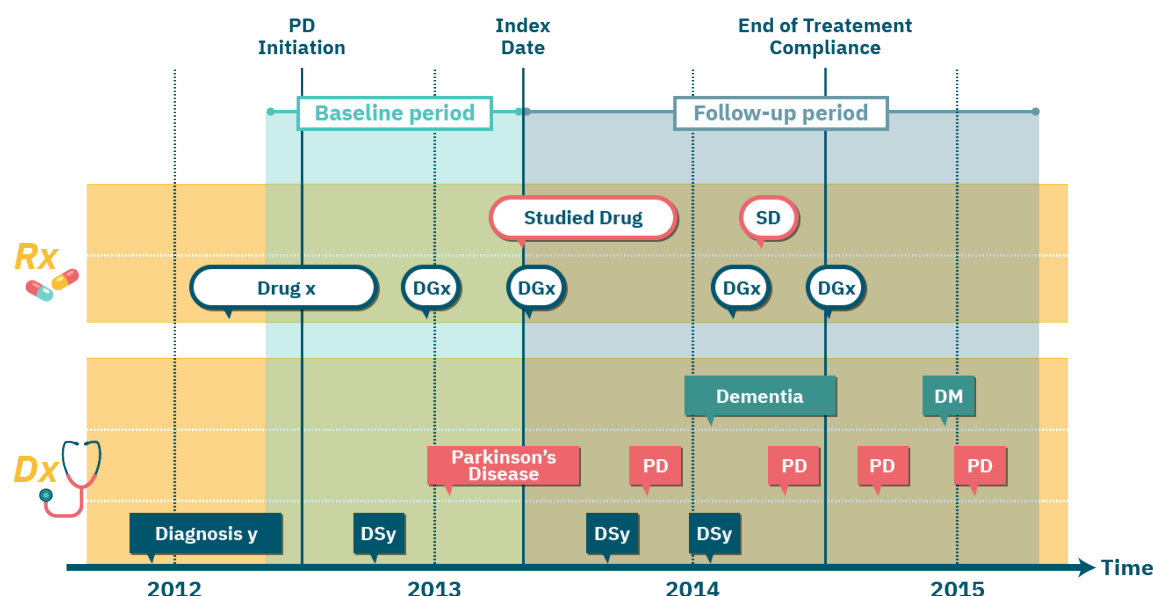 PD
Initiation
Index
Date
End of Treatement
Compliance
Baseline period
Follow-up period
Rx
Studied Drug
SD
Drug x
DGx
DGx
DGx
DGx
Dx
Dementia
DM
Parkinson's
Disease
PD
PD
PD
PD
Diagnosis y
DSy
DSy
DSy
Time
2012
2013
2014
2015